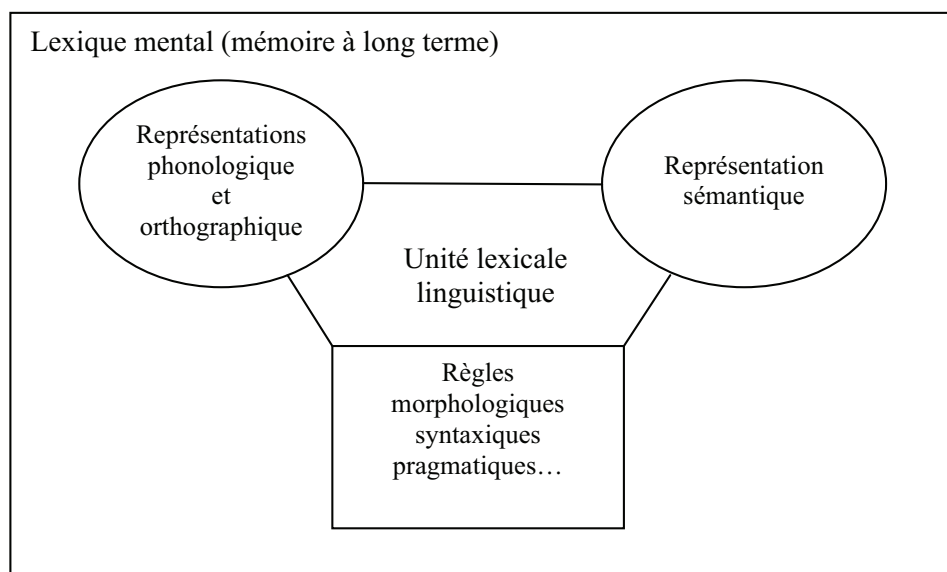 Lexique mental (mémoire à long terme)
Représentations
phonologique
et
orthographique
Représentation
sémantique
Unité lexicale
linguistique
Règles
morphologiques
syntaxiques
pragmatiques…